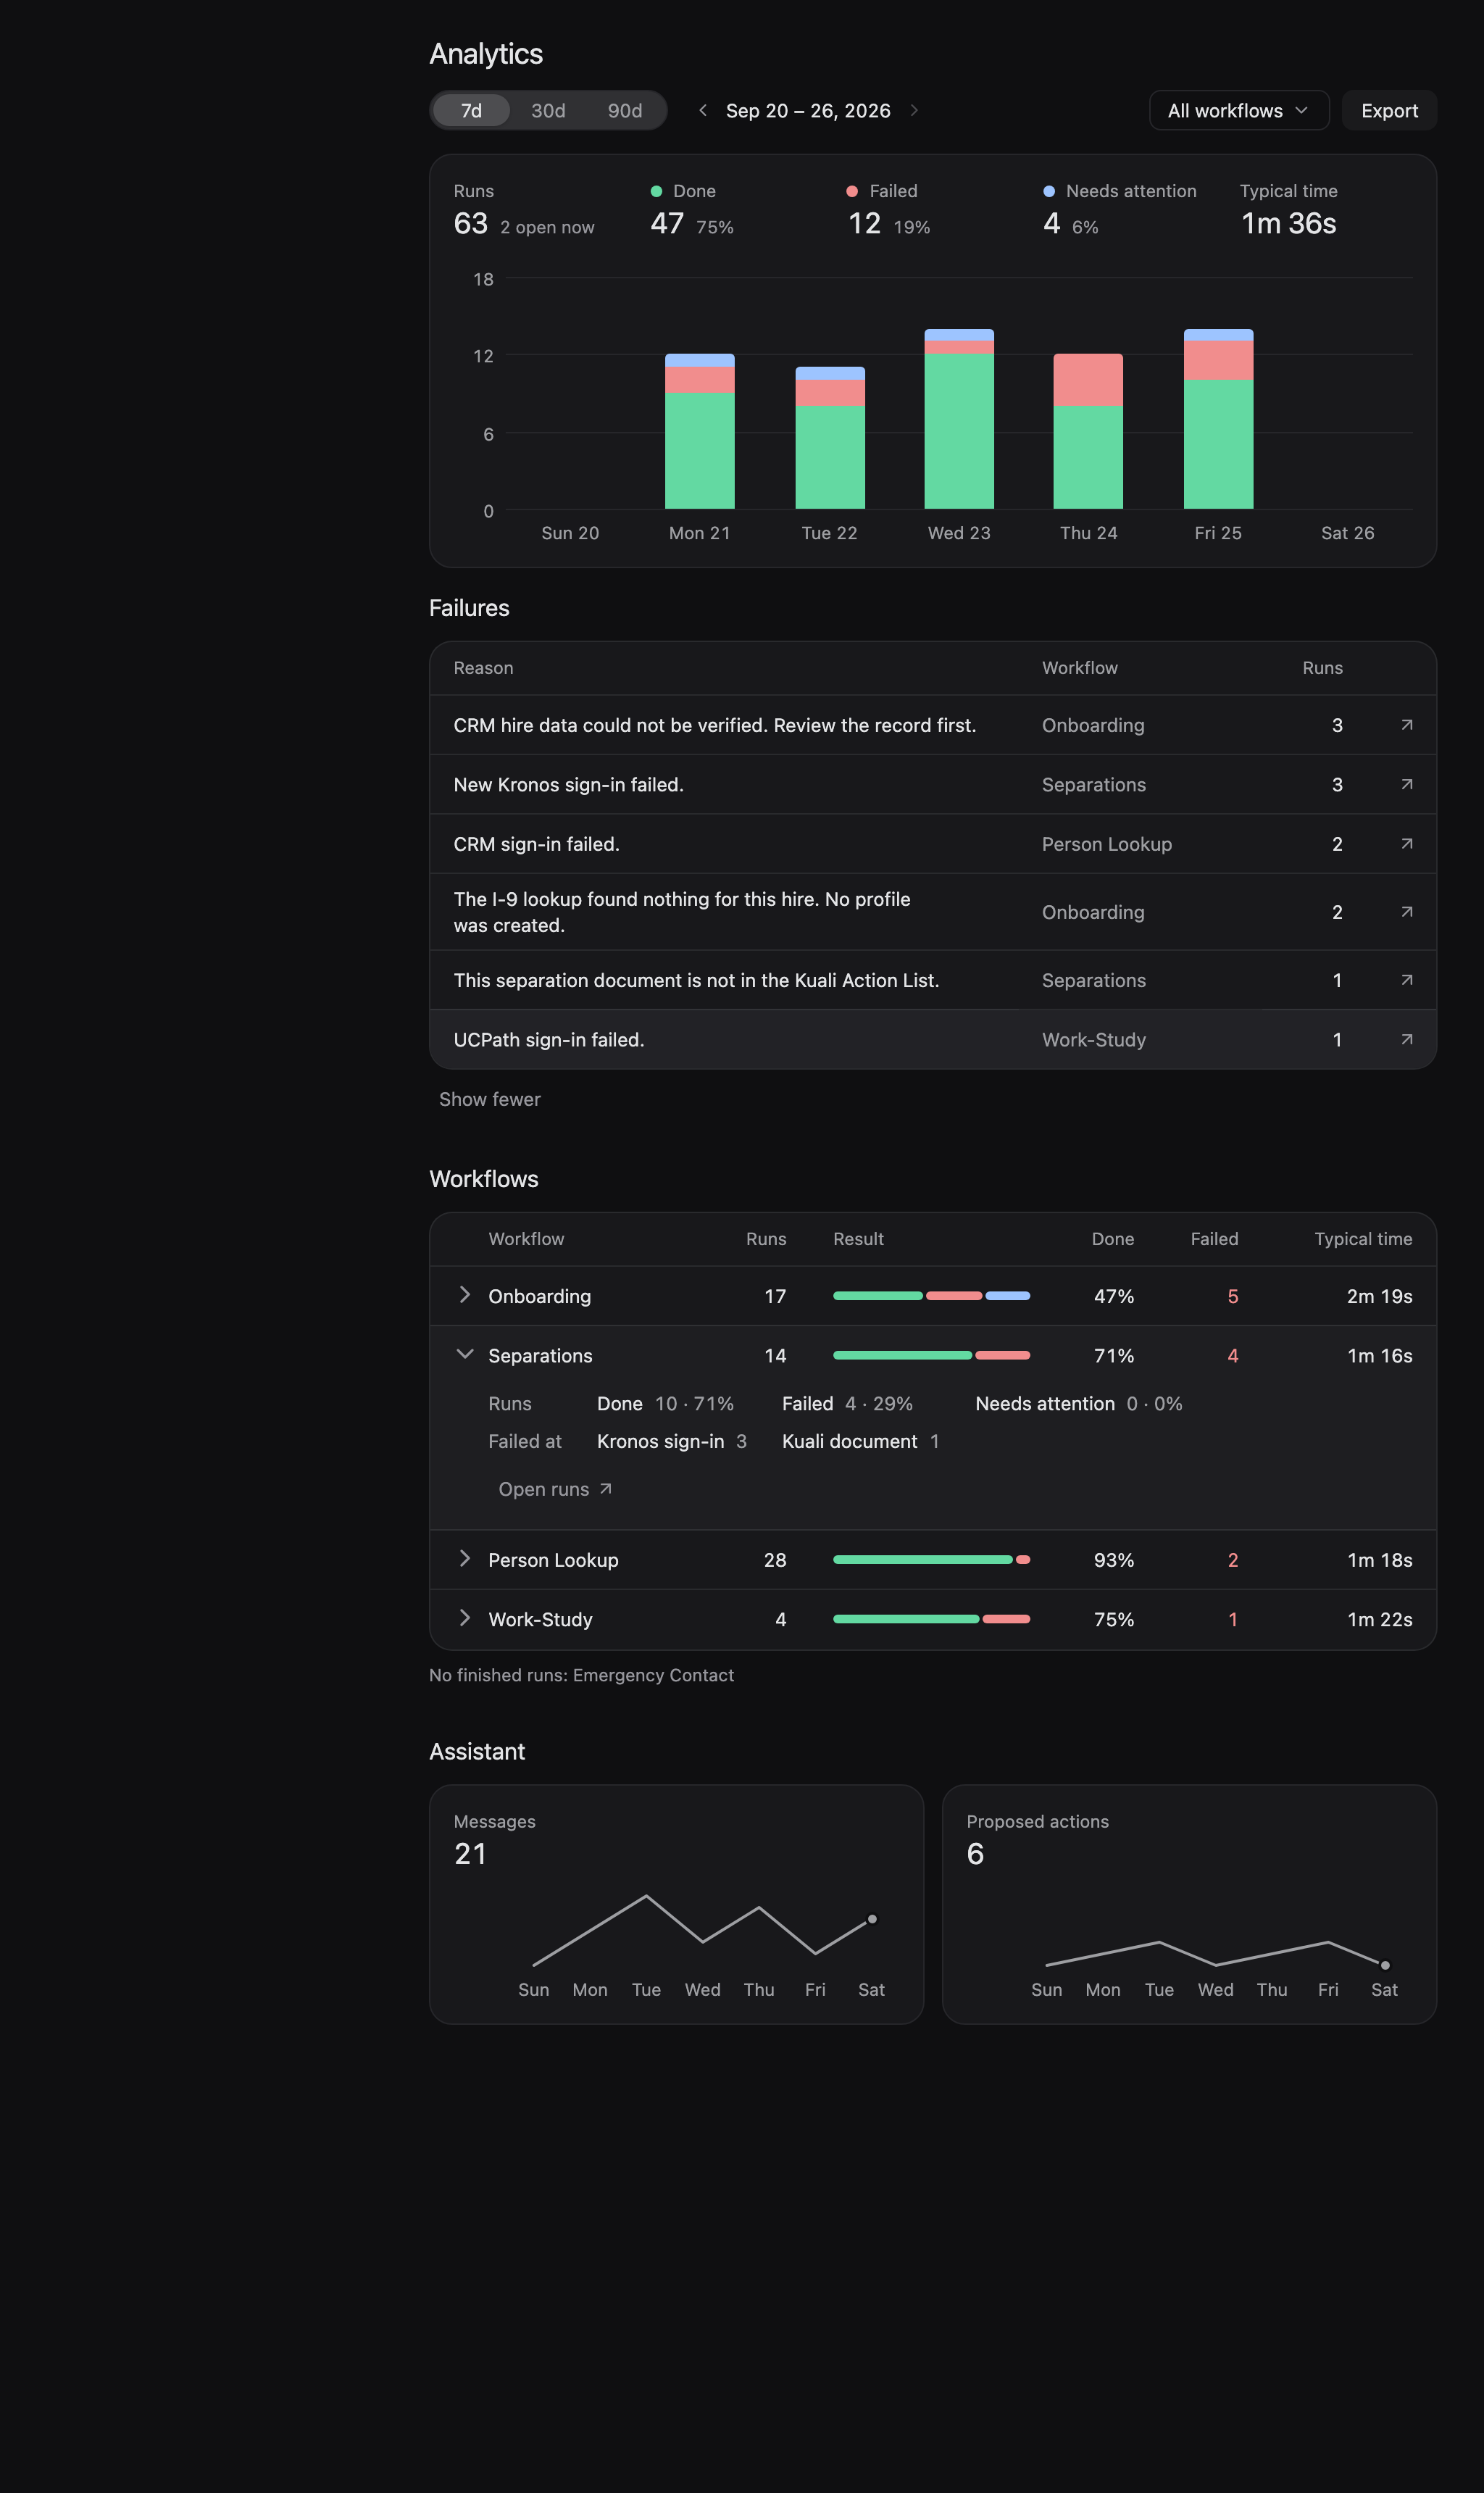 Analytics
7d 30d 90d Sep 20 – 26, 2026 All workflows Export
Runs Done Failed Needs attention Typical time
63 2 open now 47 75% 12 19% 4 6% 1m 36s
18
12
6
0
Sun 20 Mon 21 Tue 22 Wed 23 Thu 24 Fri 25 Sat 26
Failures
Reason Workflow Runs
CRM hire data could not be verified. Review the record first. Onboarding 3
New Kronos sign-in failed. Separations 3
CRM sign-in failed. Person Lookup 2
The I-9 lookup found nothing for this hire. No profile
was created. Onboarding 2
This separation document is not in the Kuali Action List. Separations 1
UCPath sign-in failed. Work-Study 1
Show fewer
Workflows
Workflow Runs Result Done Failed Typical time
Onboarding 17 47% 5 2m 19s
Separations 14 71% 4 1m 16s
Runs Done 10 · 71% Failed 4 · 29% Needs attention 0 · 0%
Failed at Kronos sign-in 3 Kuali document 1
Open runs
Person Lookup 28 93% 2 1m 18s
Work-Study 4 75% 1 1m 22s
No finished runs: Emergency Contact
Assistant
Messages
21
Sun Mon Tue Wed Thu Fri Sat
Proposed actions
6
Sun Mon Tue Wed Thu Fri Sat